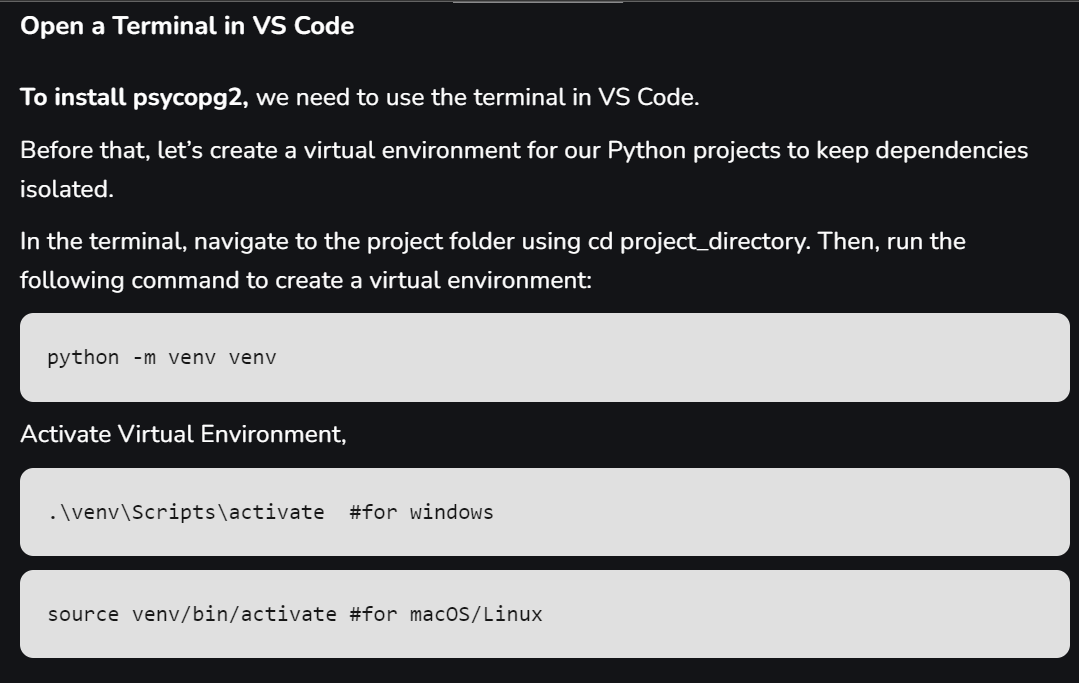 Open a Terminal in VS Code
To install psycopg2, we need to use the terminal in VS Code.
Before that, let’s create a virtual environment for our Python projects to keep dependencies
isolated.
In the terminal, navigate to the project folder using cd project_directory. Then, run the
following command to create a virtual environment:
python -m venv venv
Activate Virtual Environment,
.\venv\Scripts\activate  #for windows
source venv/bin/activate #for macOS/Linux